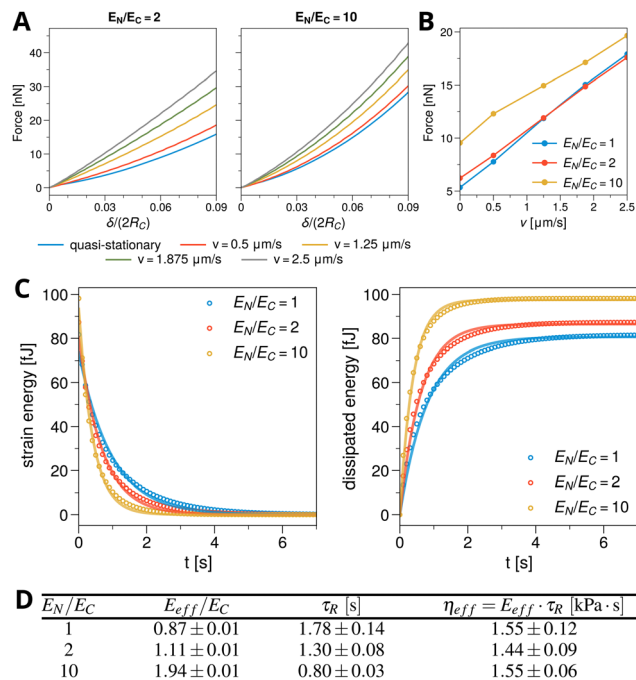 A
E_N/E_C = 2
E_N/E_C = 10
B
Force [nN]
40
30
20
10
0
0 0.03 0.06 0.09
δ/(2R_C)
0 0.03 0.06 0.09
δ/(2R_C)
quasi-stationary v = 0.5 μm/s v = 1.25 μm/s
v = 1.875 μm/s v = 2.5 μm/s
Force [nN]
20
15
10
5
E_N/E_C = 1
E_N/E_C = 2
E_N/E_C = 10
0 0.5 1.0 1.5 2.0 2.5
v [μm/s]
C
strain energy [fJ]
100
80
60
40
20
0
E_N/E_C = 1
E_N/E_C = 2
E_N/E_C = 10
0 2 4 6
t [s]
dissipated energy [fJ]
100
80
60
40
20
0
E_N/E_C = 1
E_N/E_C = 2
E_N/E_C = 10
0 2 4 6
t [s]
D
E_N/E_C E_eff/E_C τ_R [s] η_eff = E_eff · τ_R [kPa · s]
1 0.87 ± 0.01 1.78 ± 0.14 1.55 ± 0.12
2 1.11 ± 0.01 1.30 ± 0.08 1.44 ± 0.09
10 1.94 ± 0.01 0.80 ± 0.03 1.55 ± 0.06